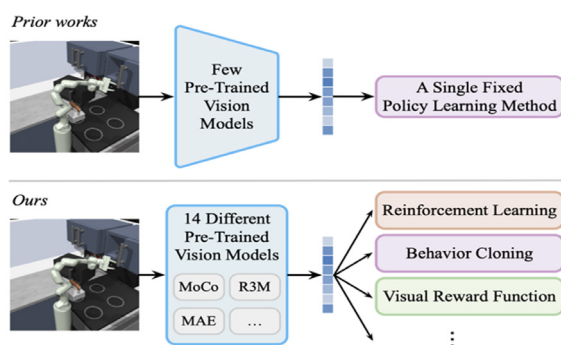 Prior works
Few
Pre-Trained
Vision
Models
A Single Fixed
Policy Learning Method
Ours
14 Different
Pre-Trained
Vision Models
MoCo
R3M
MAE
...
Reinforcement Learning
Behavior Cloning
Visual Reward Function
⋮